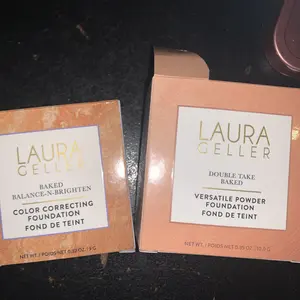 LAURA
GELLER
BAKED
BALANCE-N-BRIGHTEN
COLOR CORRECTING
FOUNDATION
FOND DE TEINT
LAURA
GELLER
DOUBLE TAKE
BAKED
VERSATILE POWDER
FOUNDATION
FOND DE TEINT